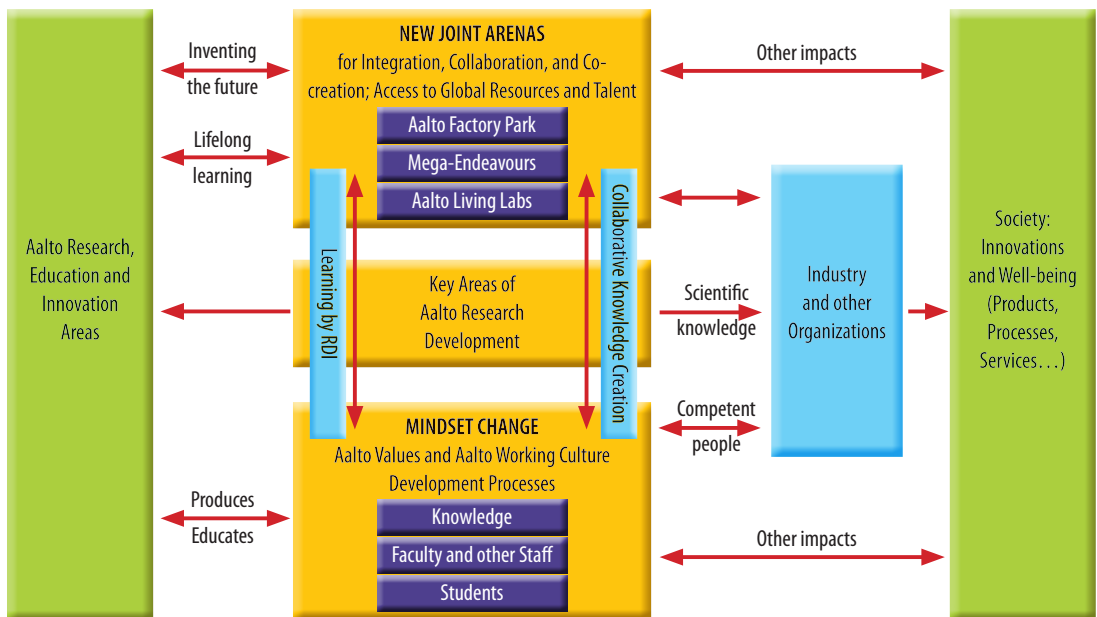 Aalto Research,
Education and
Innovation
Areas
Inventing
the future
Lifelong
learning
Produces
Educates
NEW JOINT ARENAS
for Integration, Collaboration, and Co-
creation; Access to Global Resources and Talent
Aalto Factory Park
Mega-Endeavours
Aalto Living Labs
Learning by RDI
Collaborative Knowledge Creation
Key Areas of
Aalto Research
Development
MINDSET CHANGE
Aalto Values and Aalto Working Culture
Development Processes
Knowledge
Faculty and other Staff
Students
Other impacts
Scientific
knowledge
Competent
people
Other impacts
Industry
and other
Organizations
Society:
Innovations
and Well-being
(Products,
Processes,
Services…)